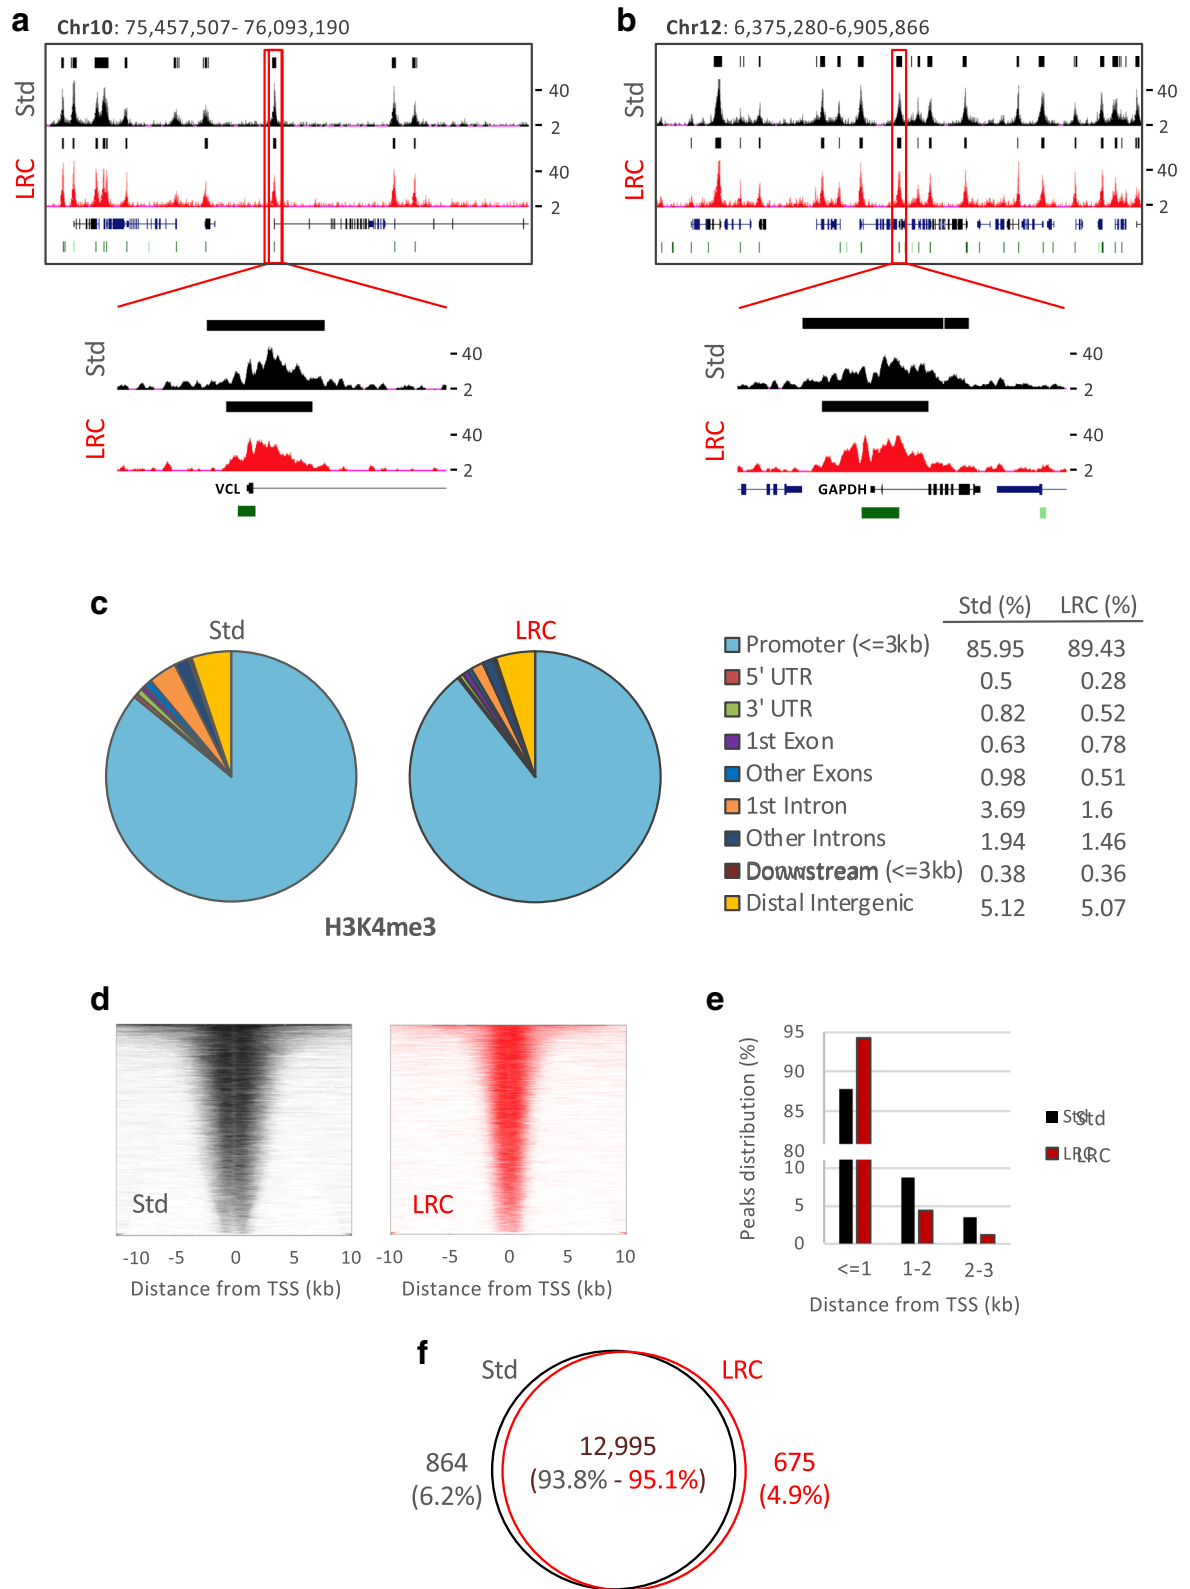 a
Chr10: 75,457,507- 76,093,190
Std
40
2
LRC
40
2
Std
40
2
LRC
40
2
VCL
b
Chr12: 6,375,280-6,905,866
Std
40
2
LRC
40
2
Std
40
2
LRC
40
2
GAPDH
c
Std
LRC
H3K4me3
Std (%) LRC (%)
Promoter (<=3kb) 85.95 89.43
5' UTR 0.5 0.28
3' UTR 0.82 0.52
1st Exon 0.63 0.78
Other Exons 0.98 0.51
1st Intron 3.69 1.6
Other Introns 1.94 1.46
Downstream (<=3kb) 0.38 0.36
Distal Intergenic 5.12 5.07
d
Std
-10 -5 0 5 10
Distance from TSS (kb)
LRC
-10 -5 0 5 10
Distance from TSS (kb)
e
Peaks distribution (%)
95
90
85
80
10
5
0
<=1 1-2 2-3
Distance from TSS (kb)
Std Std
LRC LRC
f
Std
LRC
864
(6.2%)
12,995
(93.8% - 95.1%)
675
(4.9%)